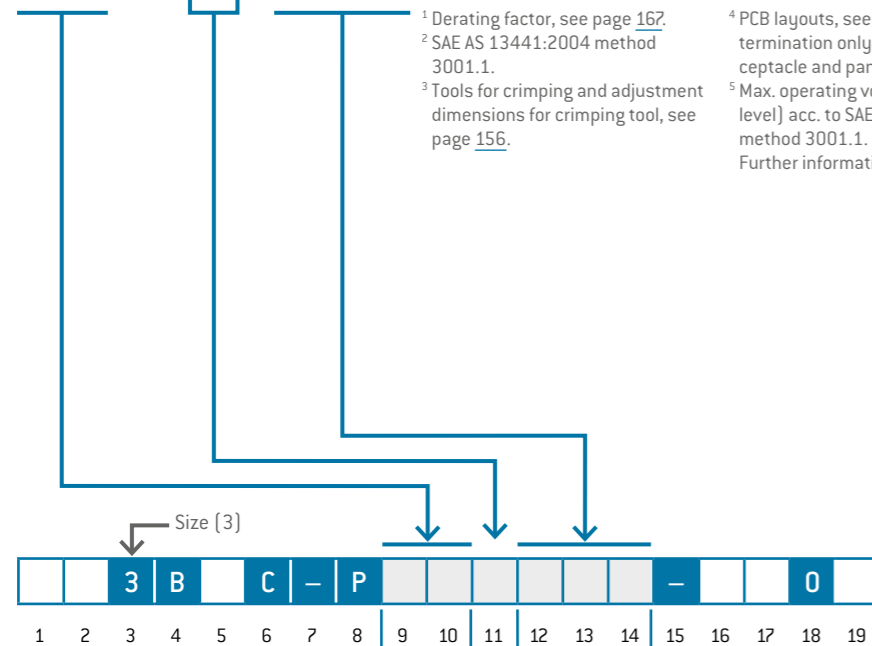 ¹ Derating factor, see page 167.
² SAE AS 13441:2004 method
3001.1.
³ Tools for crimping and adjustment
dimensions for crimping tool, see
page 156.
⁴ PCB layouts, see
termination only
ceptacle and
⁵ Max. operating
level) acc. to SAE
method 3001.1.
Further
Size (3)
3 B C – P – 0
1 2 3 4 5 6 7 8 9 10 11 12 13 14 15 16 17 18 19